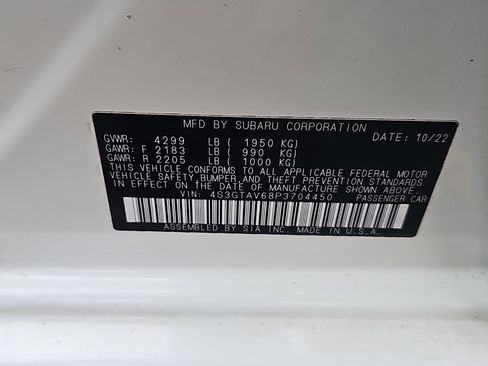 MFD BY SUBARU CORPORATION
DATE: 10/22
GVWR: 4299 LB ( 1950 KG)
GAWR: F 2183 LB ( 990 KG)
GAWR: R 2205 LB ( 1000 KG)
THIS VEHICLE CONFORMS TO ALL APPLICABLE FEDERAL MOTOR
VEHICLE SAFETY, BUMPER, AND THEFT PREVENTION STANDARDS
IN EFFECT ON THE DATE OF MANUFACTURE SHOWN ABOVE.
VIN: 4S3GTAV68P3704450 PASSENGER CAR
ASSEMBLED BY SIA INC. MADE IN U.S.A.